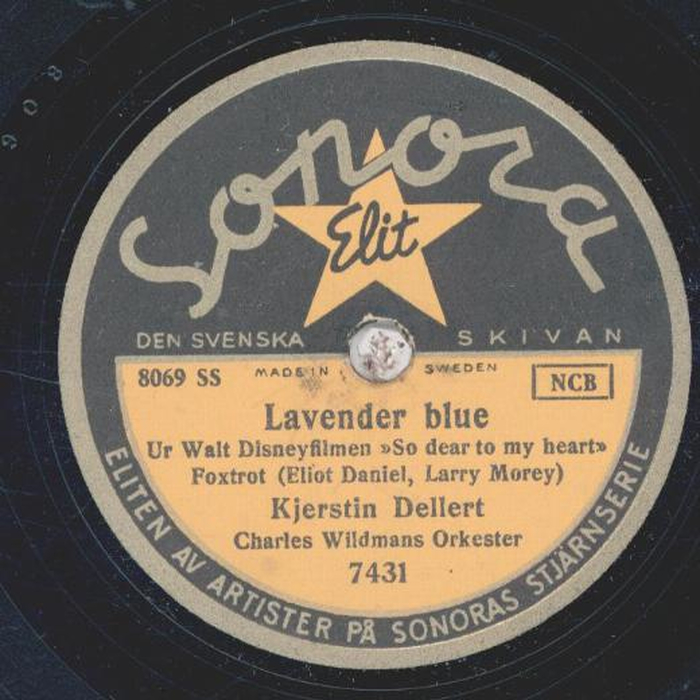 Sonora
Elit
DEN SVENSKA SKIVAN
8069 SS MADE IN SWEDEN NCB
Lavender blue
Ur Walt Disneyfilmen »So dear to my heart»
Foxtrot (Eliot Daniel, Larry Morey)
Kjerstin Dellert
Charles Wildmans Orkester
7431
ELITEN AV ARTISTER PÅ SONORAS STJÄRNSERIE